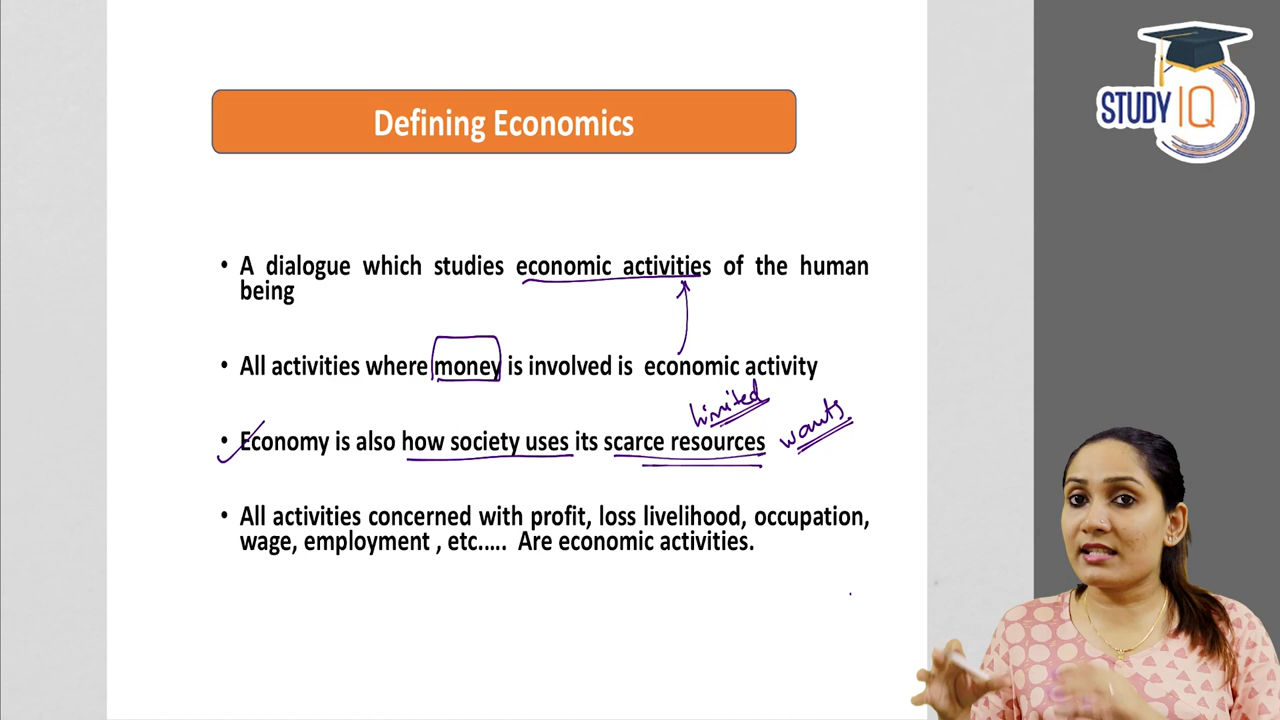 STUDY IQ
Defining Economics
• A dialogue which studies economic activities of the human
being
• All activities where money is involved is economic activity
limited
wants
• Economy is also how society uses its scarce resources
• All activities concerned with profit, loss livelihood, occupation,
wage, employment , etc..... Are economic activities.